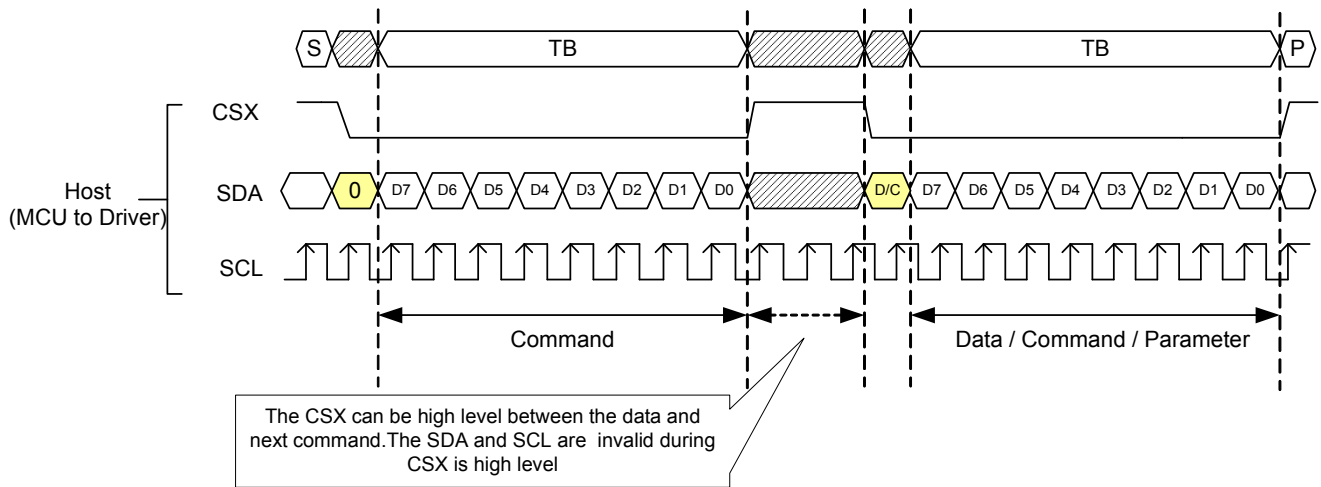 S TB TB P
CSX
Host
(MCU to Driver)
SDA 0 D7 D6 D5 D4 D3 D2 D1 D0 D/C D7 D6 D5 D4 D3 D2 D1 D0
SCL
Command Data / Command / Parameter
The CSX can be high level between the data and
next command.The SDA and SCL are invalid during
CSX is high level